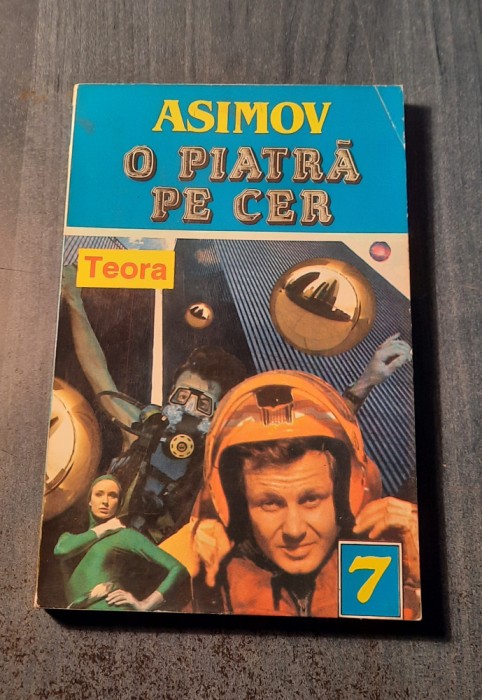 ASIMOV
O PIATRĂ
PE CER
Teora
7